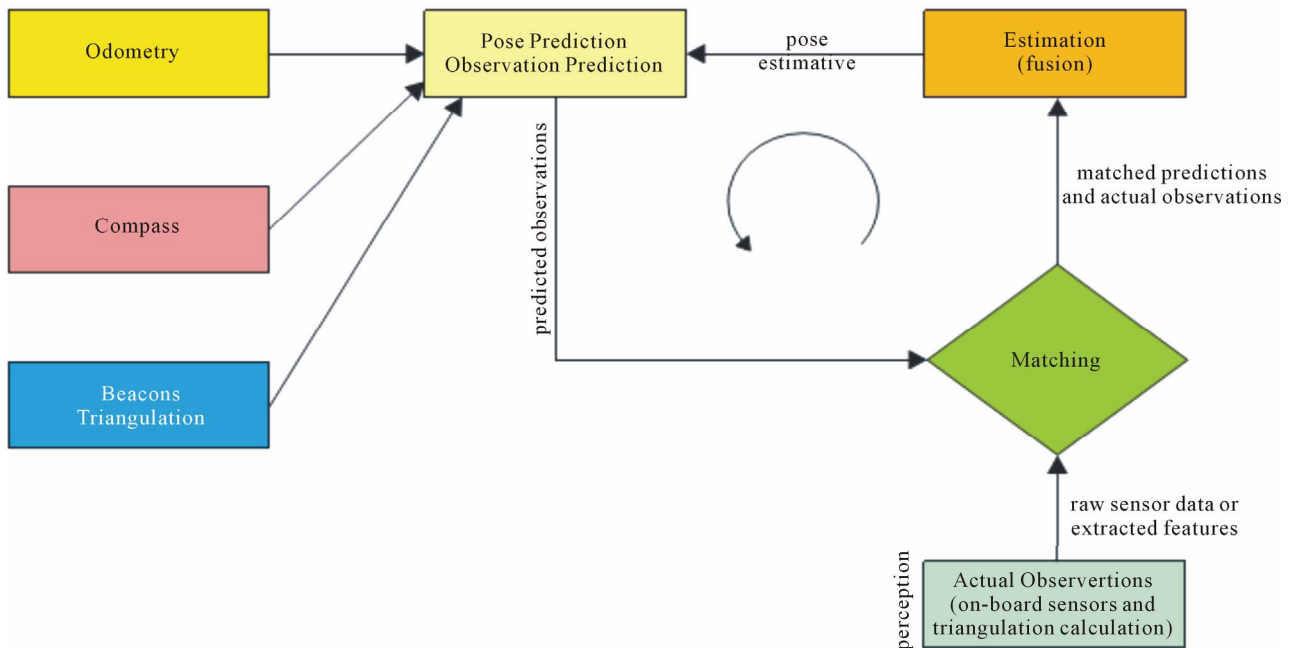 Odometry
Pose Prediction
Observation Prediction
pose
estimative
Estimation
(fusion)
Compass
predicted observations
matched predictions
and actual observations
Beacons
Triangulation
Matching
raw sensor data or
extracted features
perception
Actual Observertions
(on-board sensors and
triangulation calculation)